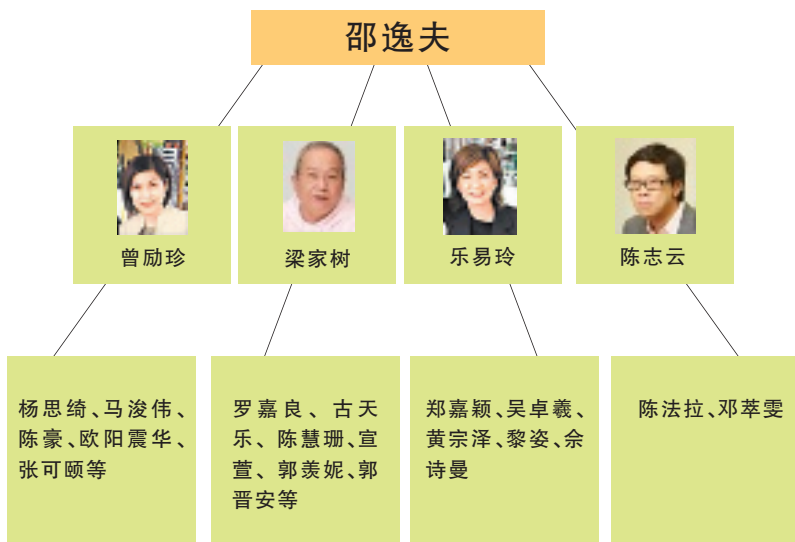 邵逸夫
曾励珍
梁家树
乐易玲
陈志云
杨思绮、马浚伟、
陈豪、欧阳震华、
张可颐等
罗嘉良、古天
乐、陈慧珊、宣
萱、郭羡妮、郭
晋安等
郑嘉颖、吴卓羲、
黄宗泽、黎姿、佘
诗曼
陈法拉、邓萃雯